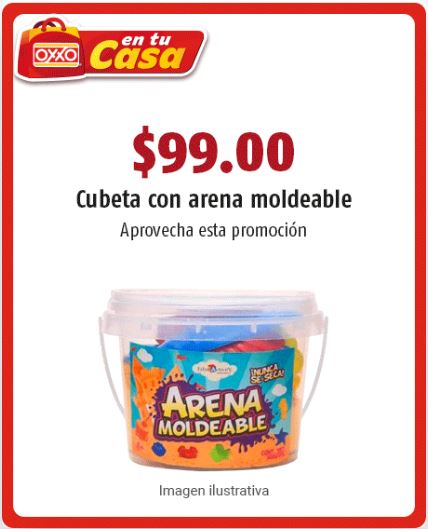 OXXO
en tu
Casa
$99.00
Cubeta con arena moldeable
Aprovecha esta promoción
¡NUNCA
SE SECA!
ARENA
MOLDEABLE
Imagen ilustrativa